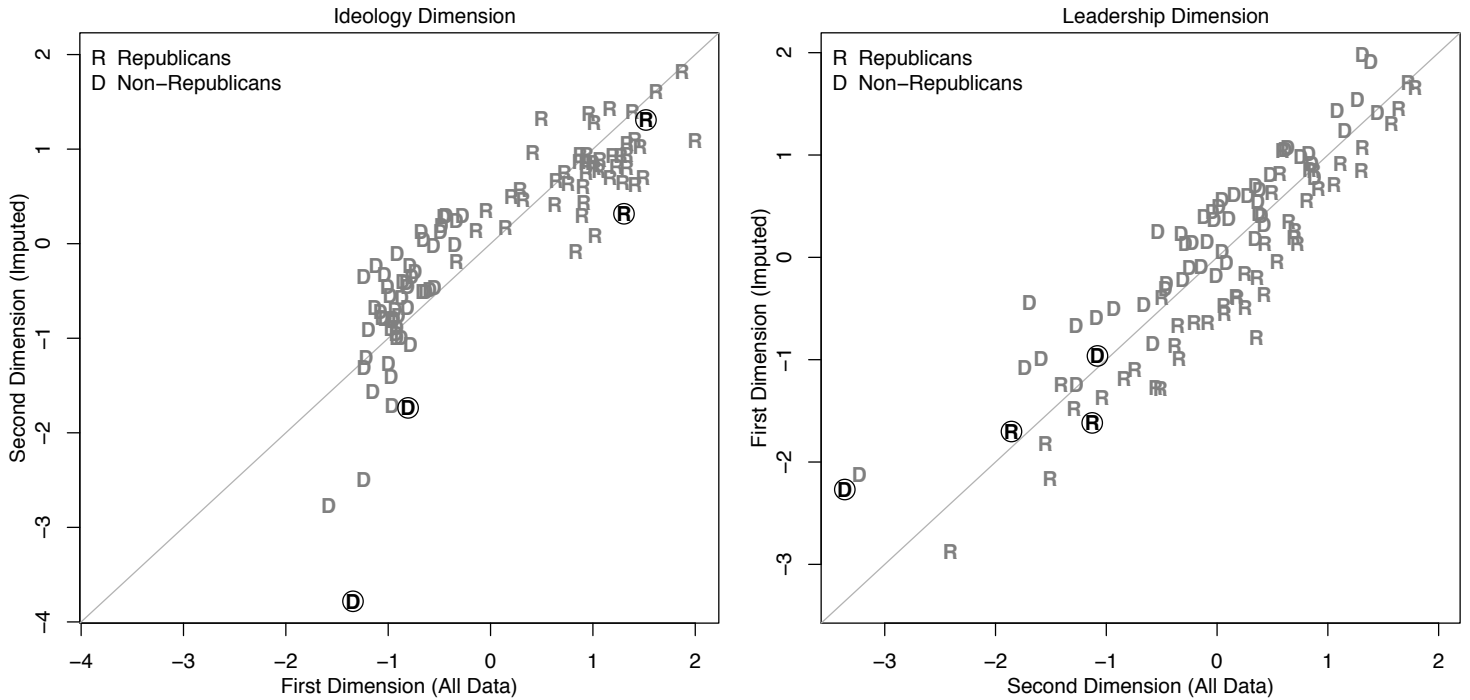 Ideology Dimension
R Republicans
D Non−Republicans
Second Dimension (Imputed)
2
1
0
−1
−2
−3
−4
−4 −3 −2 −1 0 1 2
First Dimension (All Data)
Leadership Dimension
R Republicans
D Non−Republicans
First Dimension (Imputed)
2
1
0
−1
−2
−3
−3 −2 −1 0 1 2
Second Dimension (All Data)